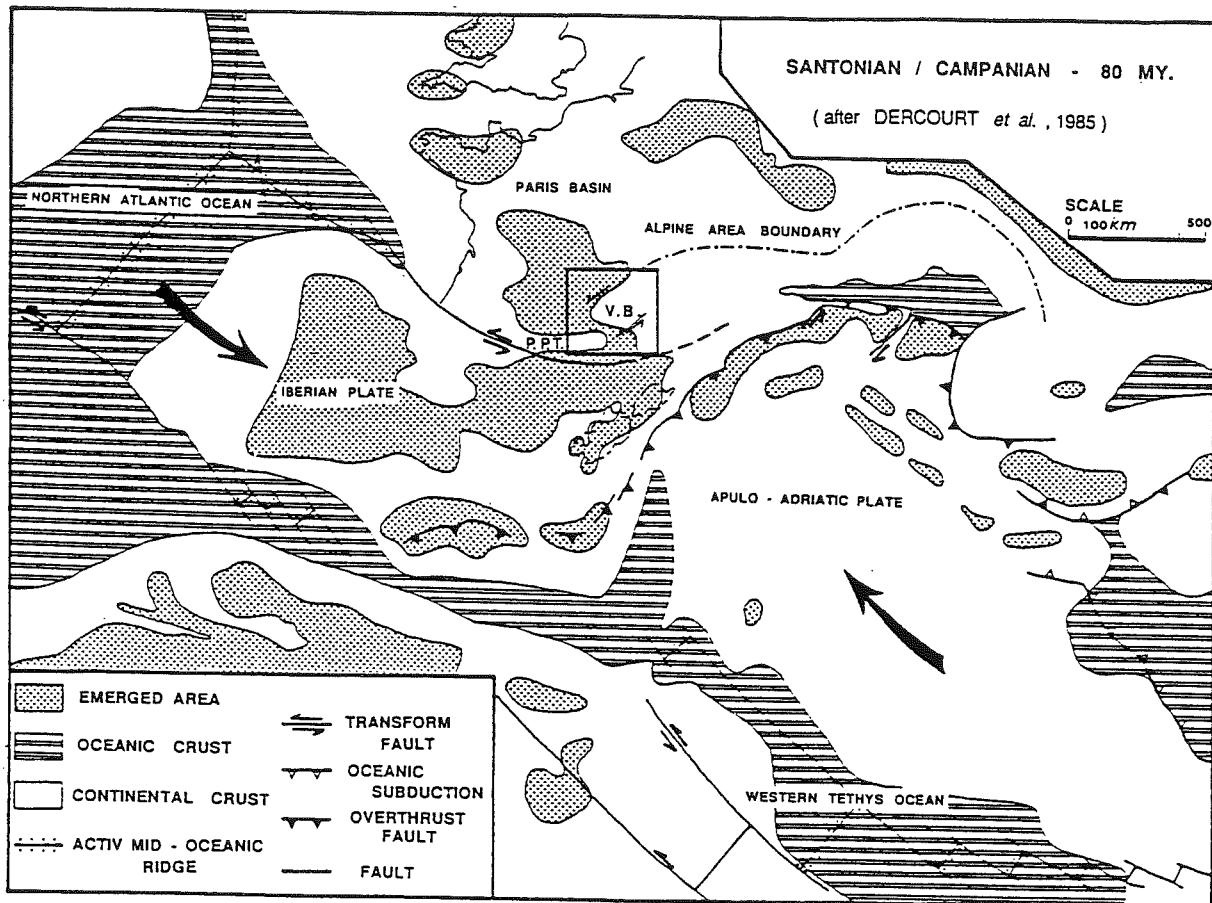 SANTONIAN / CAMPANIAN - 80 MY.
(after DERCOURT et al., 1985)
PARIS BASIN
NORTHERN ATLANTIC OCEAN
SCALE
0 100km 500
ALPINE AREA BOUNDARY
V.B.
P.PT.
IBERIAN PLATE
APULO - ADRIATIC PLATE
WESTERN TETHYS OCEAN
EMERGED AREA
OCEANIC CRUST
CONTINENTAL CRUST
ACTIV MID - OCEANIC
RIDGE
TRANSFORM
FAULT
OCEANIC
SUBDUCTION
OVERTHRUST
FAULT
FAULT